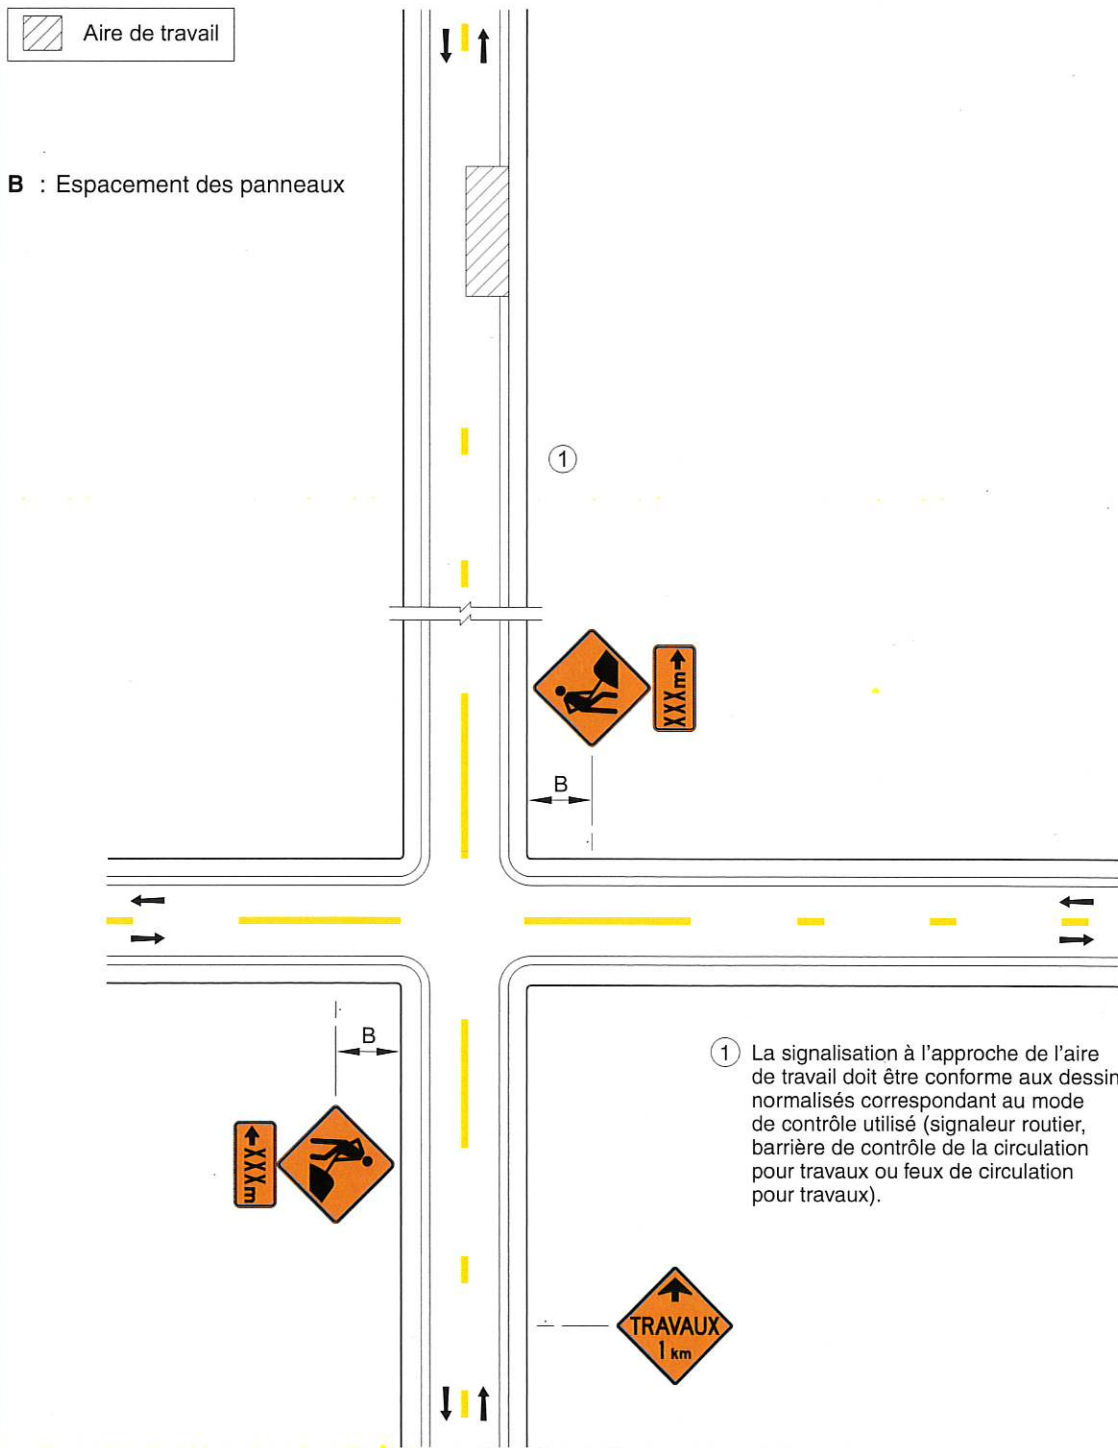 Aire de travail
B : Espacement des panneaux
1
XXX m
B
B
XXX m
1 La signalisation à l'approche de l'aire
de travail doit être conforme aux dessin
normalisés correspondant au mode
de contrôle utilisé (signaleur routier,
barrière de contrôle de la circulation
pour travaux ou feux de circulation
pour travaux).
TRAVAUX
1 km